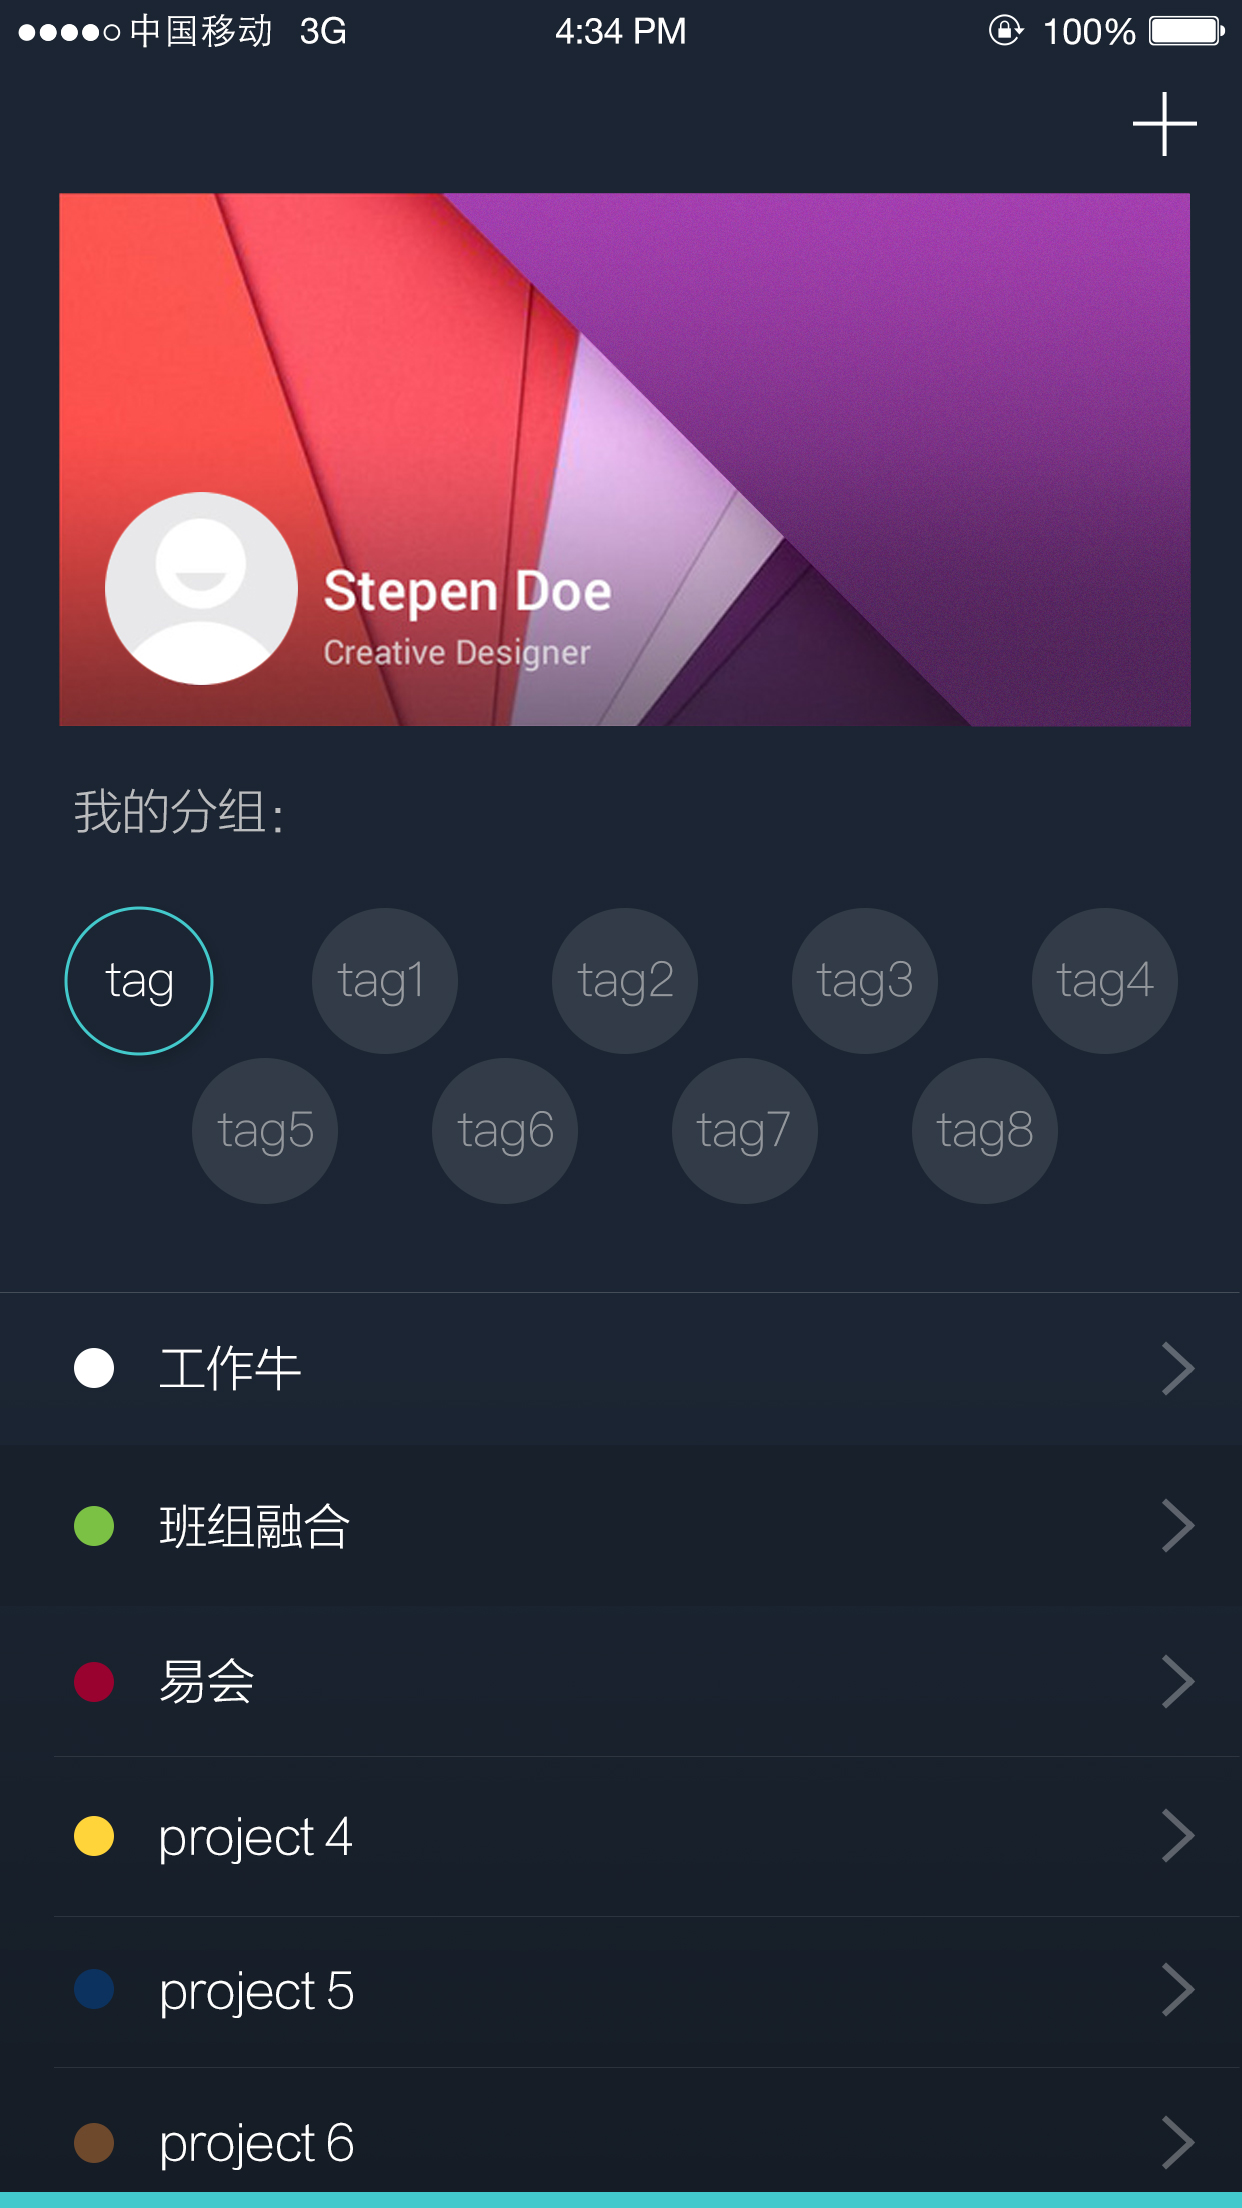 中国移动 3G 4:34 PM 100%
Stepen Doe
Creative Designer
我的分组：
tag tag1 tag2 tag3 tag4
tag5 tag6 tag7 tag8
工作牛
班组融合
易会
project 4
project 5
project 6